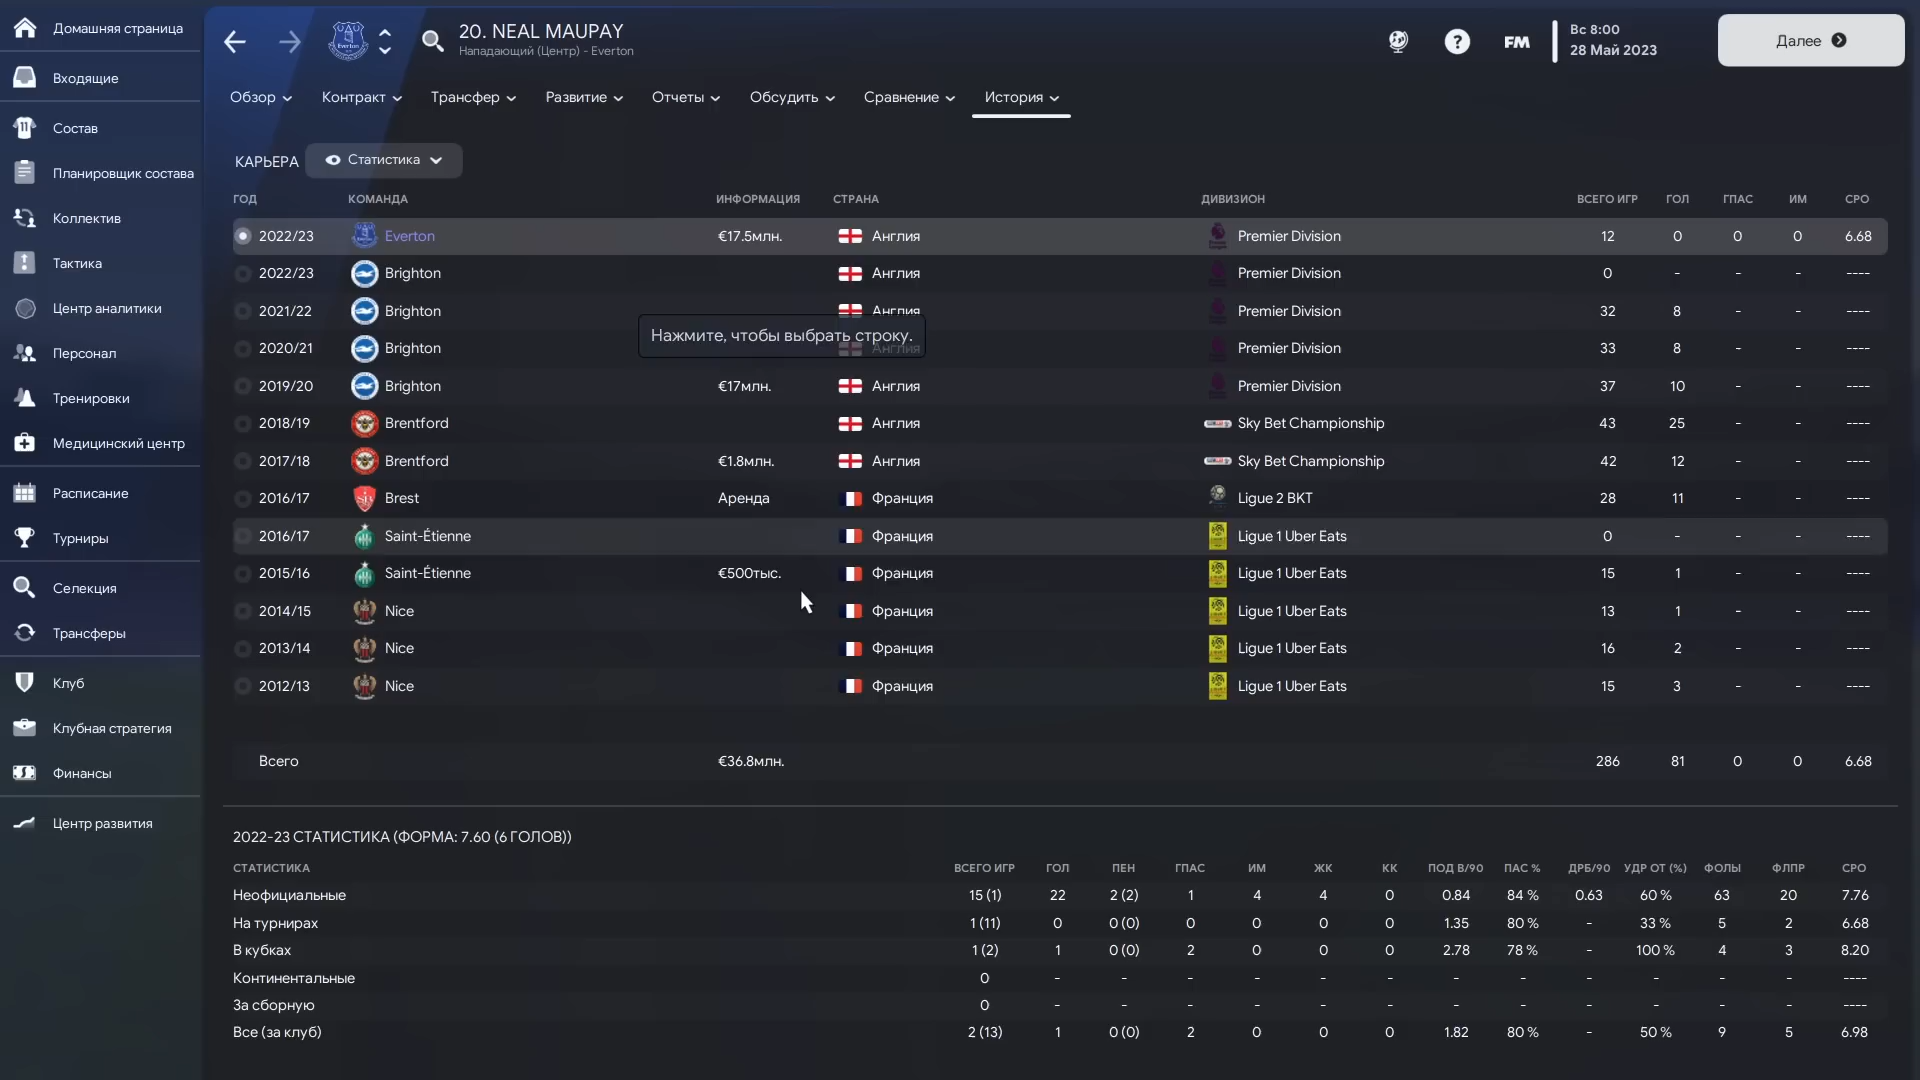 Домашняя страница
Входящие
Состав
Планировщик состава
Коллектив
Тактика
Центр аналитики
Персонал
Тренировки
Медицинский центр
Расписание
Турниры
Селекция
Трансферы
Клуб
Клубная стратегия
Финансы
Центр развития
20. NEAL MAUPAY
Нападающий (Центр) - Everton
FM
Вс 8:00
28 Май 2023
Далее
Обзор Контракт Трансфер Развитие Отчеты Обсудить Сравнение История
КАРЬЕРА Статистика
ГОД КОМАНДА ИНФОРМАЦИЯ СТРАНА ДИВИЗИОН ВСЕГО ИГР ГОЛ ГПАС ИМ СРО
2022/23 Everton €17.5млн. Англия Premier Division 12 0 0 0 6.68
2022/23 Brighton Англия Premier Division 0 - - - ----
2021/22 Brighton Англия Premier Division 32 8 - - ----
Нажмите, чтобы выбрать строку.
2020/21 Brighton Англия Premier Division 33 8 - - ----
2019/20 Brighton €17млн. Англия Premier Division 37 10 - - ----
2018/19 Brentford Англия Sky Bet Championship 43 25 - - ----
2017/18 Brentford €1.8млн. Англия Sky Bet Championship 42 12 - - ----
2016/17 Brest Аренда Франция Ligue 2 BKT 28 11 - - ----
2016/17 Saint-Étienne Франция Ligue 1 Uber Eats 0 - - - ----
2015/16 Saint-Étienne €500тыс. Франция Ligue 1 Uber Eats 15 1 - - ----
2014/15 Nice Франция Ligue 1 Uber Eats 13 1 - - ----
2013/14 Nice Франция Ligue 1 Uber Eats 16 2 - - ----
2012/13 Nice Франция Ligue 1 Uber Eats 15 3 - - ----
Всего €36.8млн. 286 81 0 0 6.68
2022-23 СТАТИСТИКА (ФОРМА: 7.60 (6 ГОЛОВ))
СТАТИСТИКА ВСЕГО ИГР ГОЛ ПЕН ГПАС ИМ ЖК КК ПОД В/90 ПАС % ДРБ/90 УДР ОТ (%) ФОЛЫ ФЛПР СРО
Неофициальные 15 (1) 22 2 (2) 1 4 4 0 0.84 84 % 0.63 60 % 63 20 7.76
На турнирах 1 (11) 0 0 (0) 0 0 0 0 1.35 80 % - 33 % 5 2 6.68
В кубках 1 (2) 1 0 (0) 2 0 0 0 2.78 78 % - 100 % 4 3 8.20
Континентальные 0 - - - - - - - - - - - - ----
За сборную 0 - - - - - - - - - - - - ----
Все (за клуб) 2 (13) 1 0 (0) 2 0 0 0 1.82 80 % - 50 % 9 5 6.98